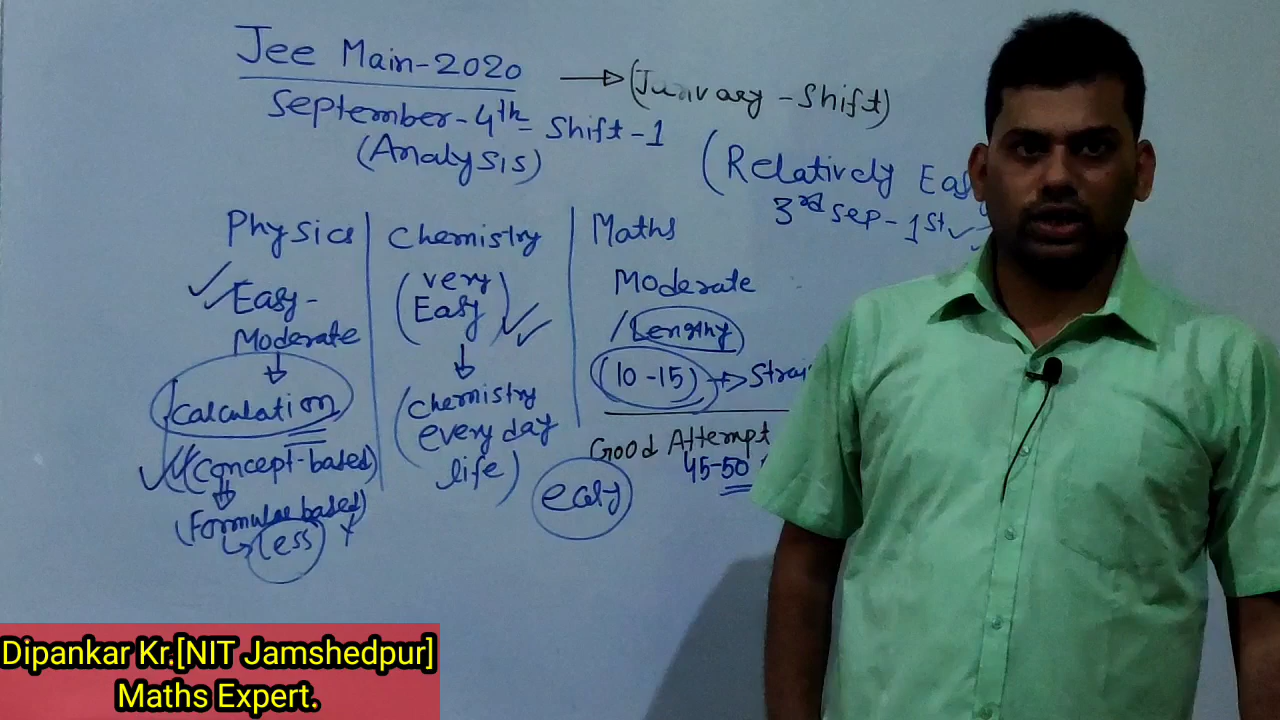 Jee Main-2020
→ (Junvary - Shift)
September - 4th Shift-1
(Analysis)
(Relatively Eas
3rd Sep - 1st
Physics
Easy -
Moderate
calculation
(concept-based)
(Formulae based)
(less)
Chemistry
(very
Easy)
(chemistry
every day
life)
Maths
Moderate
/Lengthy
(10-15) → Strai
Good Attempt
45-50
easy
Dipankar Kr.[NIT Jamshedpur]
Maths Expert.